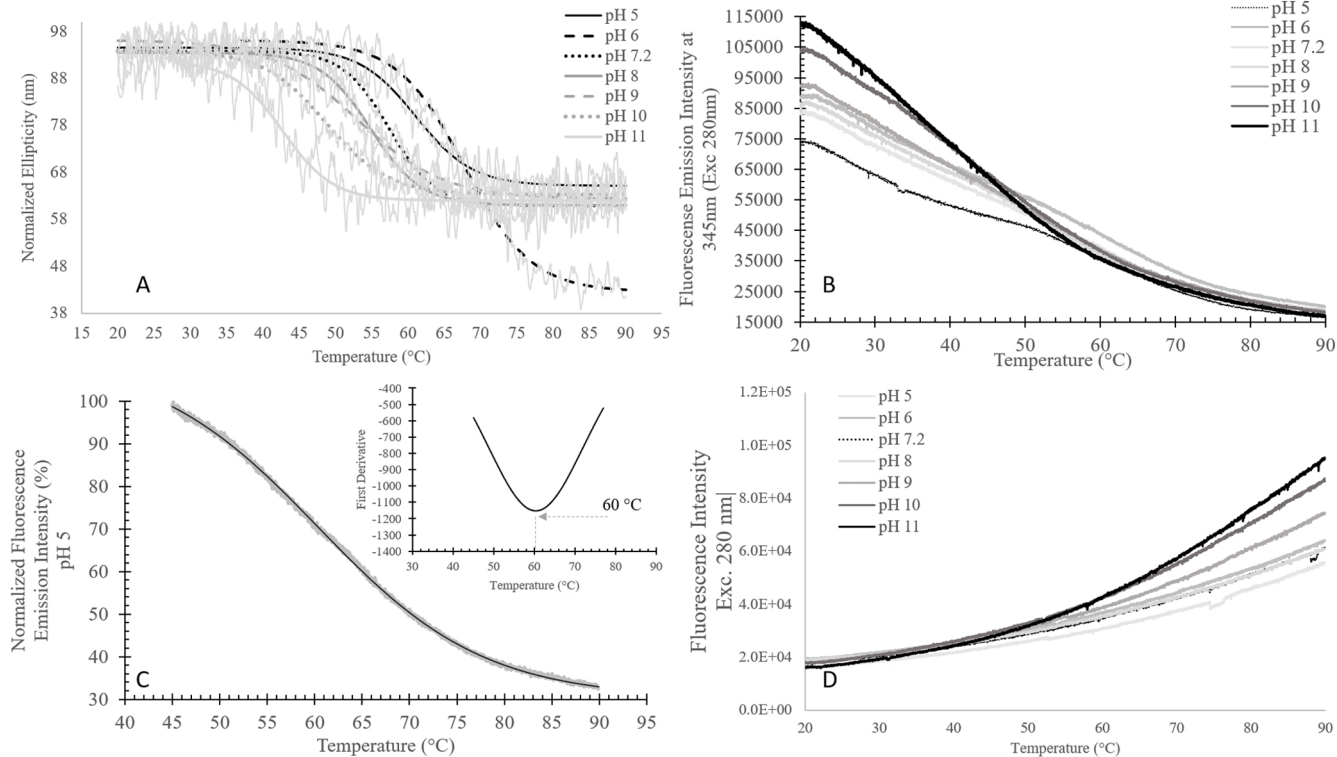 98
88
78
68
58
48
38
Normalized Ellipticity (nm)
15 20 25 30 35 40 45 50 55 60 65 70 75 80 85 90 95
Temperature (°C)
pH 5
pH 6
pH 7.2
pH 8
pH 9
pH 10
pH 11
A
115000
105000
95000
85000
75000
65000
55000
45000
35000
25000
15000
Fluorescense Emission Intensity at
345nm (Exc 280nm)
20 30 40 50 60 70 80 90
Temperature (°C)
pH 5
pH 6
pH 7.2
pH 8
pH 9
pH 10
pH 11
B
100
90
80
70
60
50
40
30
Normalized Fluorescence
Emission Intensity (%)
pH 5
40 45 50 55 60 65 70 75 80 85 90 95
Temperature (°C)
C
-400
-500
-600
-700
-800
-900
-1000
-1100
-1200
-1300
-1400
First Derivative
30 40 50 60 70 80 90
Temperature (°C)
60 °C
1.2E+05
1.0E+05
8.0E+04
6.0E+04
4.0E+04
2.0E+04
0.0E+00
Fluorescence Intensity
Exc. 280 nm|
20 30 40 50 60 70 80 90
Temperature (°C)
pH 5
pH 6
pH 7.2
pH 8
pH 9
pH 10
pH 11
D